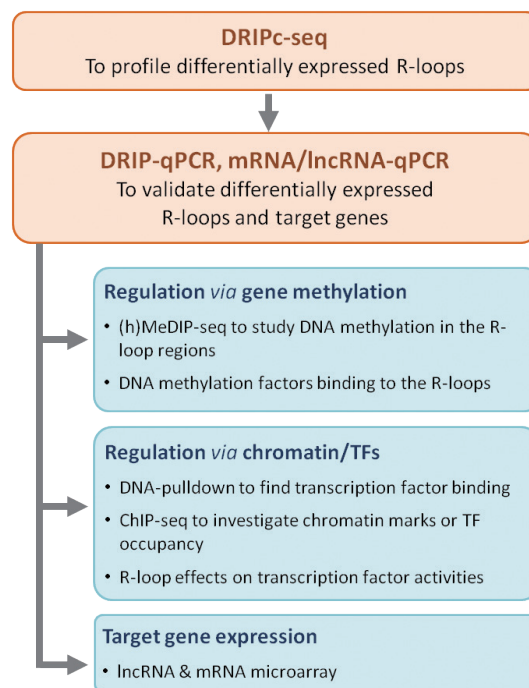 DRIPc-seq
To profile differentially expressed R-loops
DRIP-qPCR, mRNA/lncRNA-qPCR
To validate differentially expressed
R-loops and target genes
Regulation via gene methylation
• (h)MeDIP-seq to study DNA methylation in the R-
loop regions
• DNA methylation factors binding to the R-loops
Regulation via chromatin/TFs
• DNA-pulldown to find transcription factor binding
• ChIP-seq to investigate chromatin marks or TF
occupancy
• R-loop effects on transcription factor activities
Target gene expression
• lncRNA & mRNA microarray